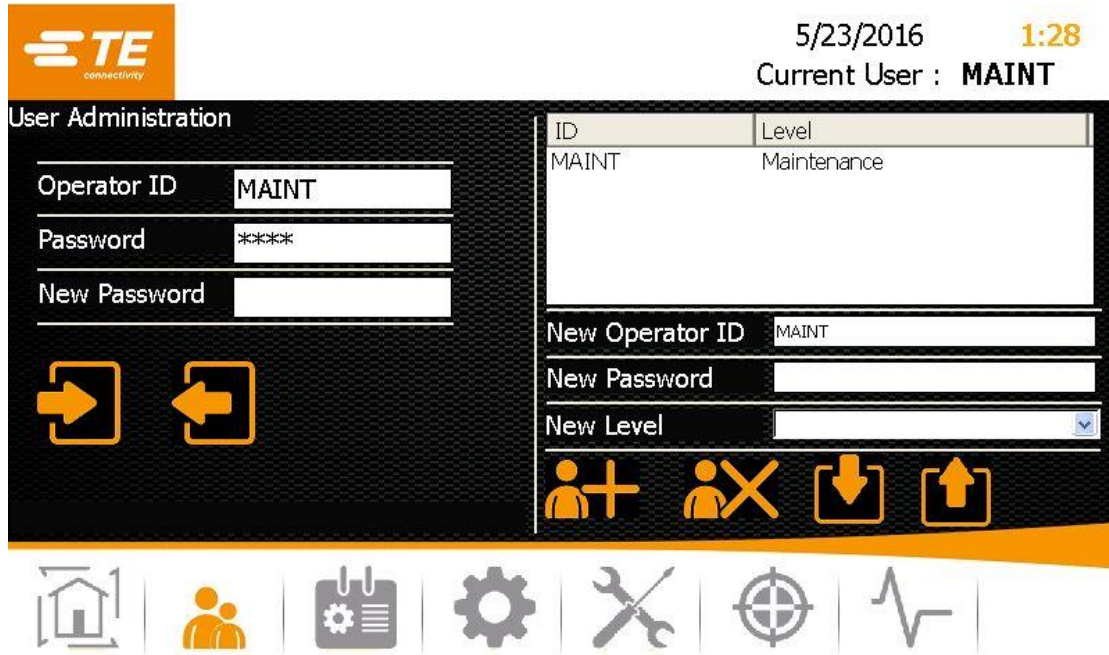 TE
connectivity
5/23/2016 1:28
Current User : MAINT
User Administration
Operator ID MAINT
Password ****
New Password
ID Level
MAINT Maintenance
New Operator ID MAINT
New Password
New Level